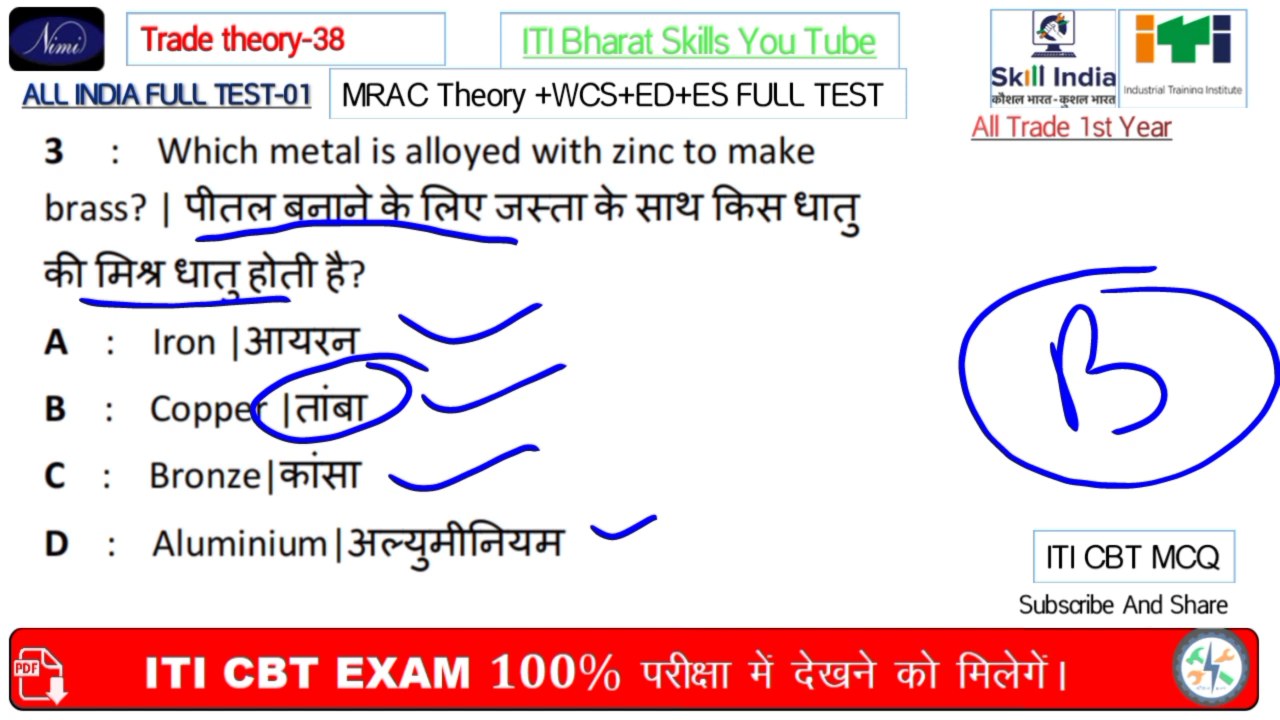 Nimi
Trade theory-38
ITI Bharat Skills You Tube
Skill India
कौशल भारत-कुशल भारत
iTi
Industrial Training Institute
ALL INDIA FULL TEST-01
MRAC Theory +WCS+ED+ES FULL TEST
All Trade 1st Year
3 : Which metal is alloyed with zinc to make
brass? | पीतल बनाने के लिए जस्ता के साथ किस धातु
की मिश्र धातु होती है?
A : Iron |आयरन
B : Copper |तांबा
C : Bronze|कांसा
D : Aluminium|अल्युमीनियम
B
ITI CBT MCQ
Subscribe And Share
PDF
ITI CBT EXAM 100% परीक्षा में देखने को मिलेगें।